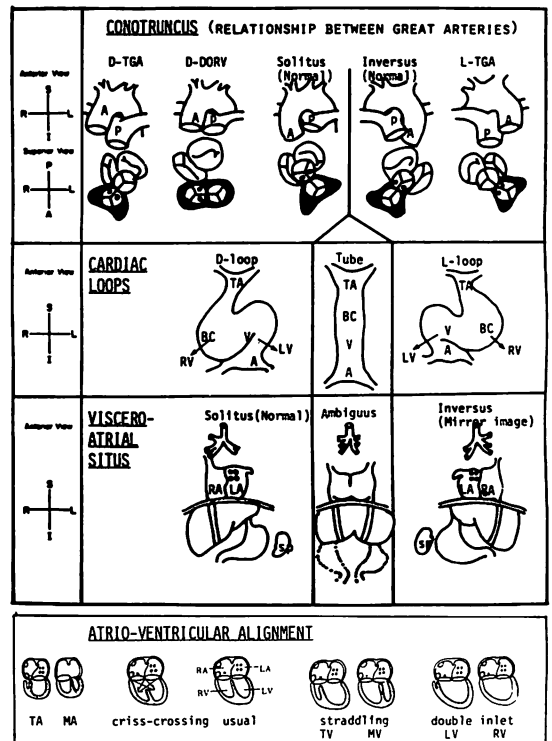 CONOTRUNCUS (RELATIONSHIP BETWEEN GREAT ARTERIES)
D-TGA D-DORV Solitus (Normal) Inversus (Normal) L-TGA
Anterior View
S
R L
I
A P A P A P A P P A
Superior View
P
R L
A
Anterior View
S
R L
I
CARDIAC
LOOPS
D-loop
TA
BC V
LV
RV
A
Tube
TA
BC
V
A
L-loop
TA
V BC
LV
RV
A
Anterior View
S
R L
I
VISCERO-
ATRIAL
SITUS
Solitus(Normal)
RA LA
Sp
Ambiguus
Inversus
(Mirror image)
LA RA
Sp
ATRIO-VENTRICULAR ALIGNMENT
RA LA
RV LV
TA MA criss-crossing usual straddling double inlet
TV MV LV RV